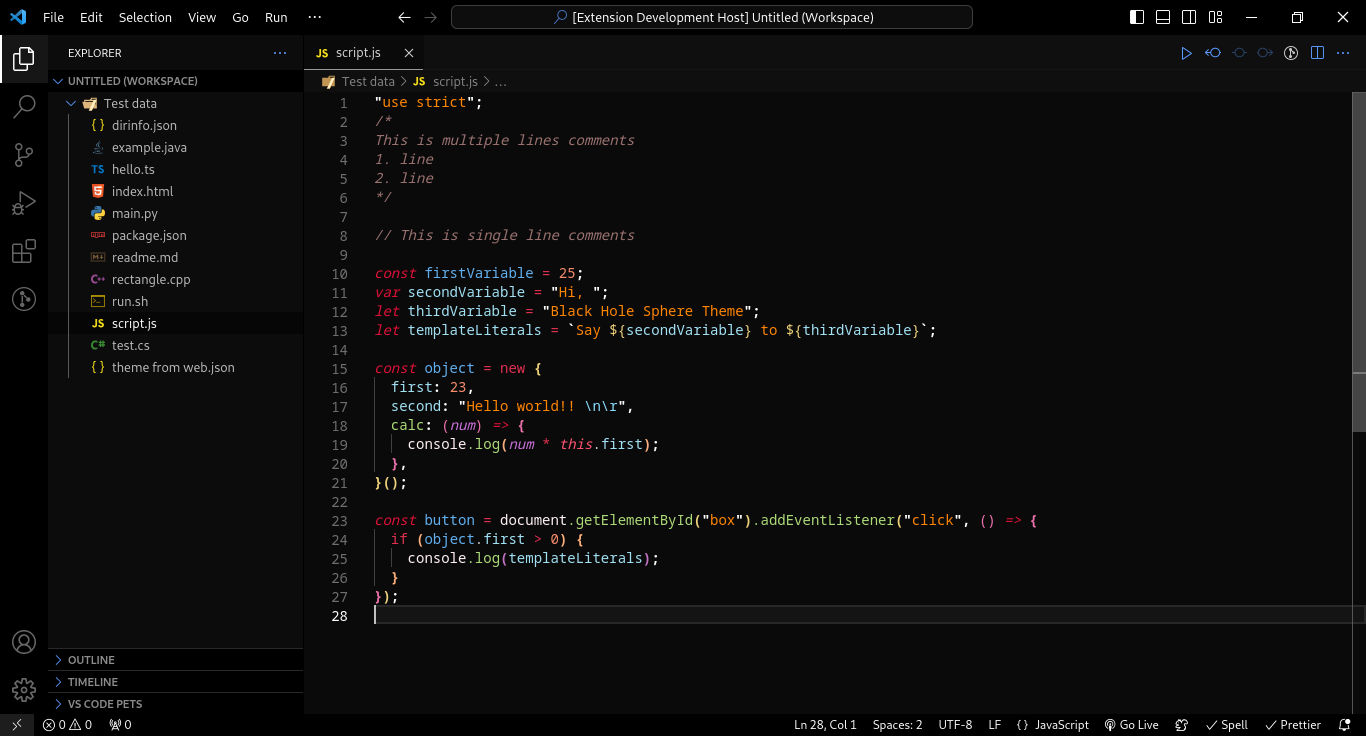 File Edit Selection View Go Run ···
[Extension Development Host] Untitled (Workspace)
EXPLORER ···
UNTITLED (WORKSPACE)
Test data
{ } dirinfo.json
example.java
TS hello.ts
index.html
main.py
package.json
readme.md
C++ rectangle.cpp
run.sh
JS script.js
C# test.cs
{ } theme from web.json
OUTLINE
TIMELINE
VS CODE PETS
JS script.js
Test data > JS script.js > ...
1 "use strict";
2 /*
3 This is multiple lines comments
4 1. line
5 2. line
6 */
7
8 // This is single line comments
9
10 const firstVariable = 25;
11 var secondVariable = "Hi, ";
12 let thirdVariable = "Black Hole Sphere Theme";
13 let templateLiterals = `Say ${secondVariable} to ${thirdVariable}`;
14
15 const object = new {
16 first: 23,
17 second: "Hello world!! \n\r",
18 calc: (num) => {
19 console.log(num * this.first);
20 },
21 }();
22
23 const button = document.getElementById("box").addEventListener("click", () => {
24 if (object.first > 0) {
25 console.log(templateLiterals);
26 }
27 });
28
0 0 0 Ln 28, Col 1 Spaces: 2 UTF-8 LF { } JavaScript Go Live Spell Prettier